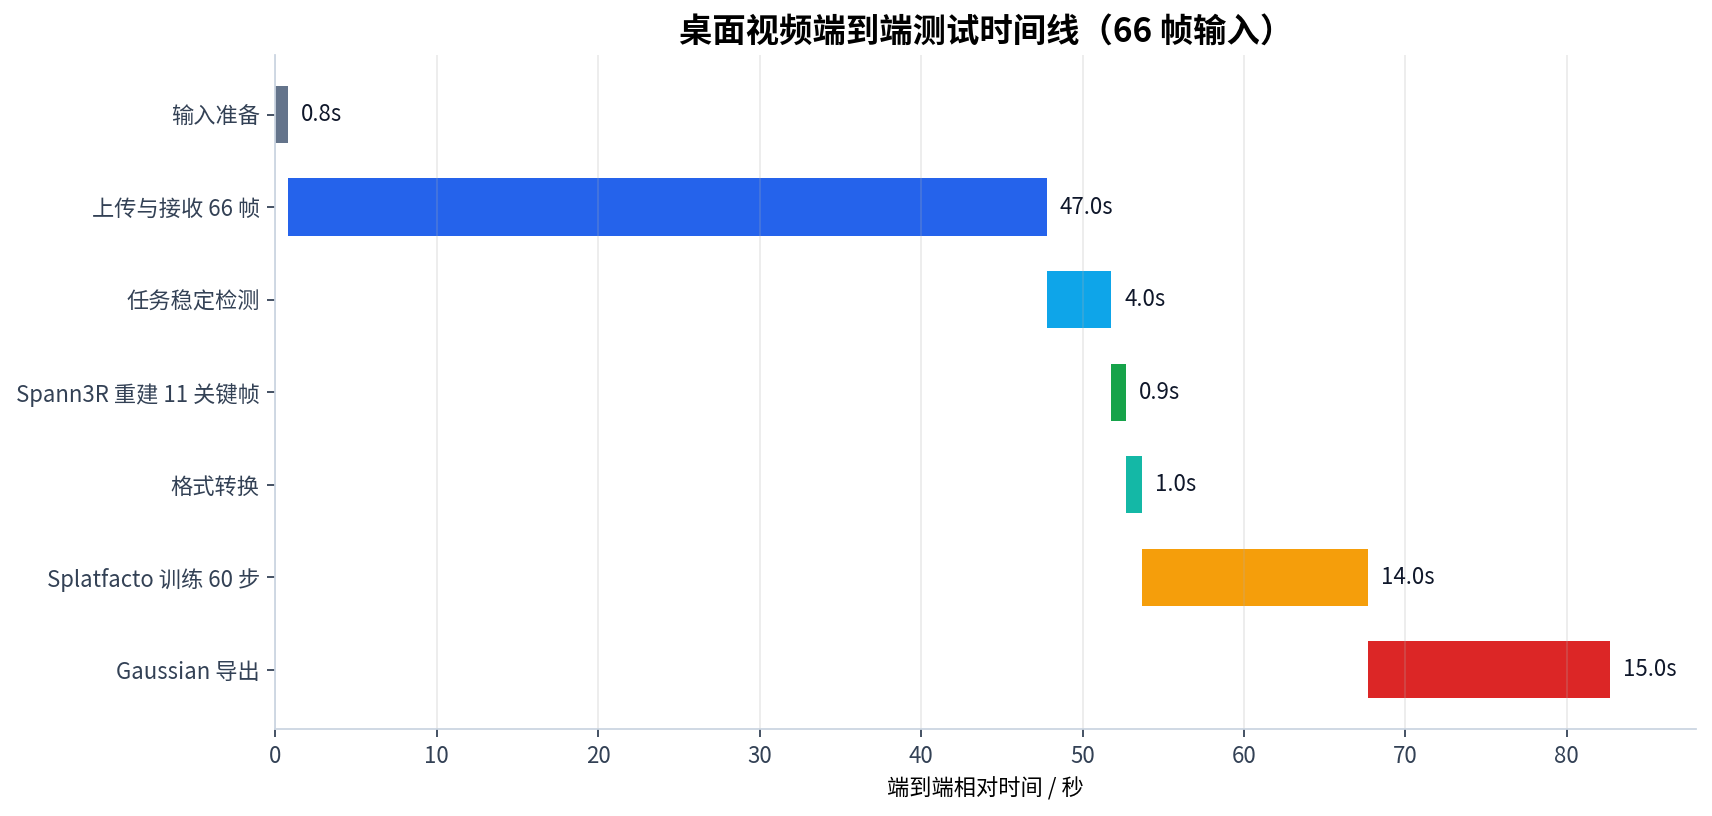 桌面视频端到端测试时间线（66 帧输入）
输入准备
0.8s
上传与接收 66 帧
47.0s
任务稳定检测
4.0s
Spann3R 重建 11 关键帧
0.9s
格式转换
1.0s
Splatfacto 训练 60 步
14.0s
Gaussian 导出
15.0s
0 10 20 30 40 50 60 70 80
端到端相对时间 / 秒